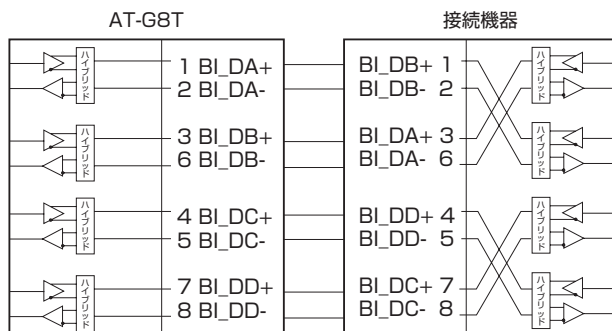 AT-G8T
接続機器
ハイブリッド
1 BI_DA+
2 BI_DA-
ハイブリッド
3 BI_DB+
6 BI_DB-
ハイブリッド
4 BI_DC+
5 BI_DC-
ハイブリッド
7 BI_DD+
8 BI_DD-
BI_DB+ 1
BI_DB- 2
ハイブリッド
BI_DA+ 3
BI_DA- 6
ハイブリッド
BI_DD+ 4
BI_DD- 5
ハイブリッド
BI_DC+ 7
BI_DC- 8
ハイブリッド